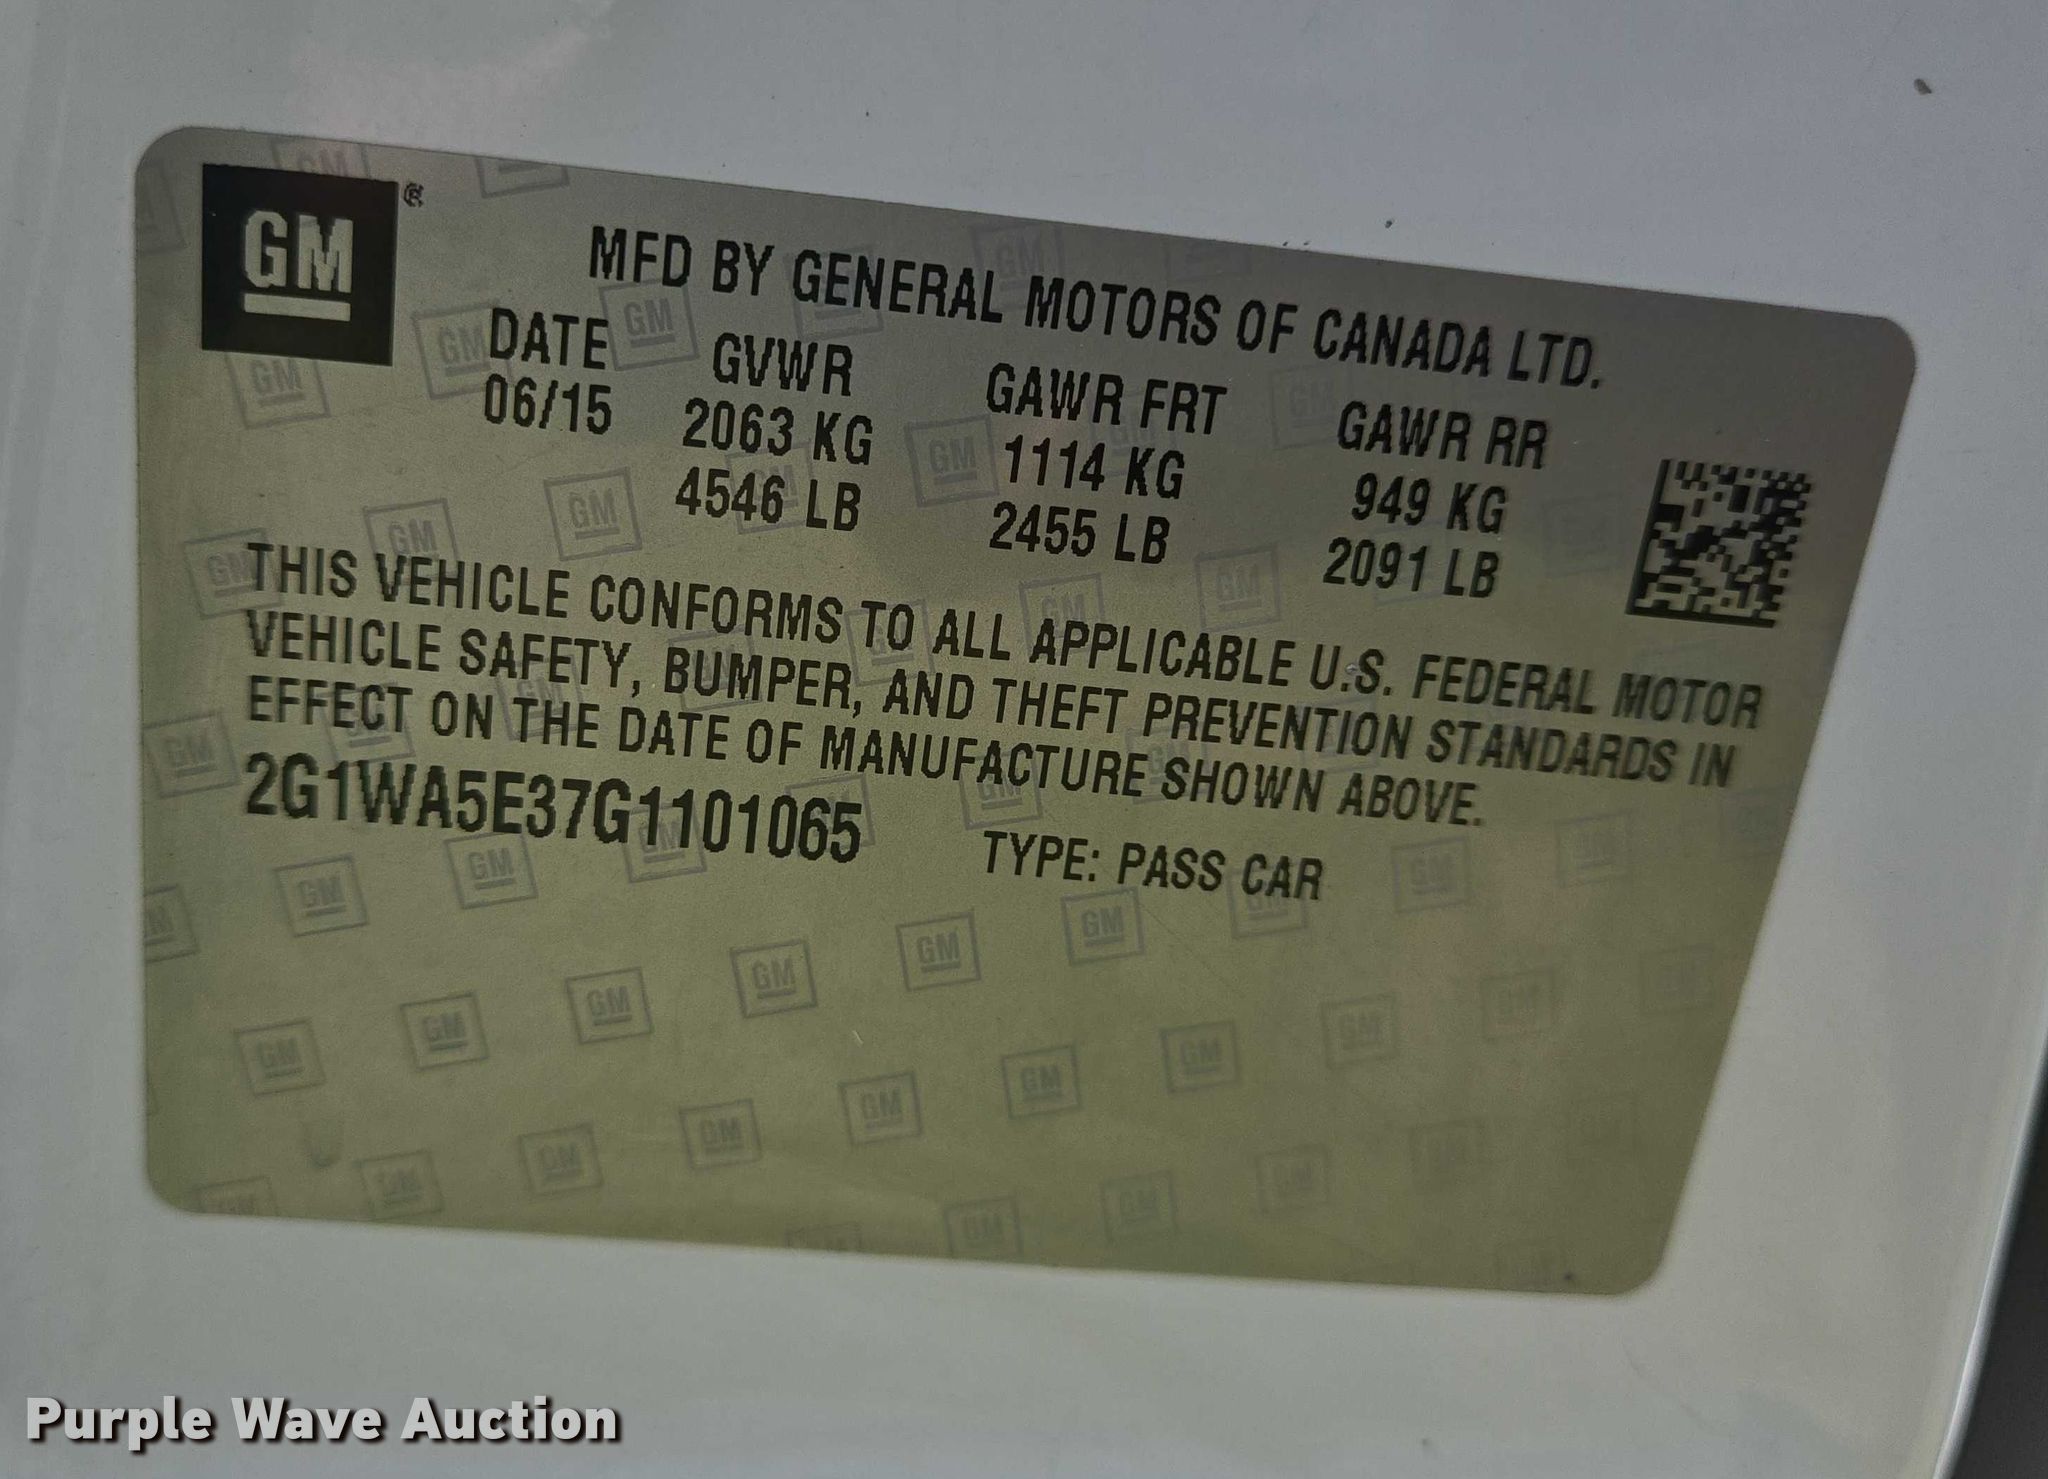 GM ®
MFD BY GENERAL MOTORS OF CANADA LTD.
DATE GVWR GAWR FRT GAWR RR
06/15 2063 KG 1114 KG 949 KG
4546 LB 2455 LB 2091 LB
THIS VEHICLE CONFORMS TO ALL APPLICABLE U.S. FEDERAL MOTOR
VEHICLE SAFETY, BUMPER, AND THEFT PREVENTION STANDARDS IN
EFFECT ON THE DATE OF MANUFACTURE SHOWN ABOVE.
2G1WA5E37G1101065 TYPE: PASS CAR
Purple Wave Auction